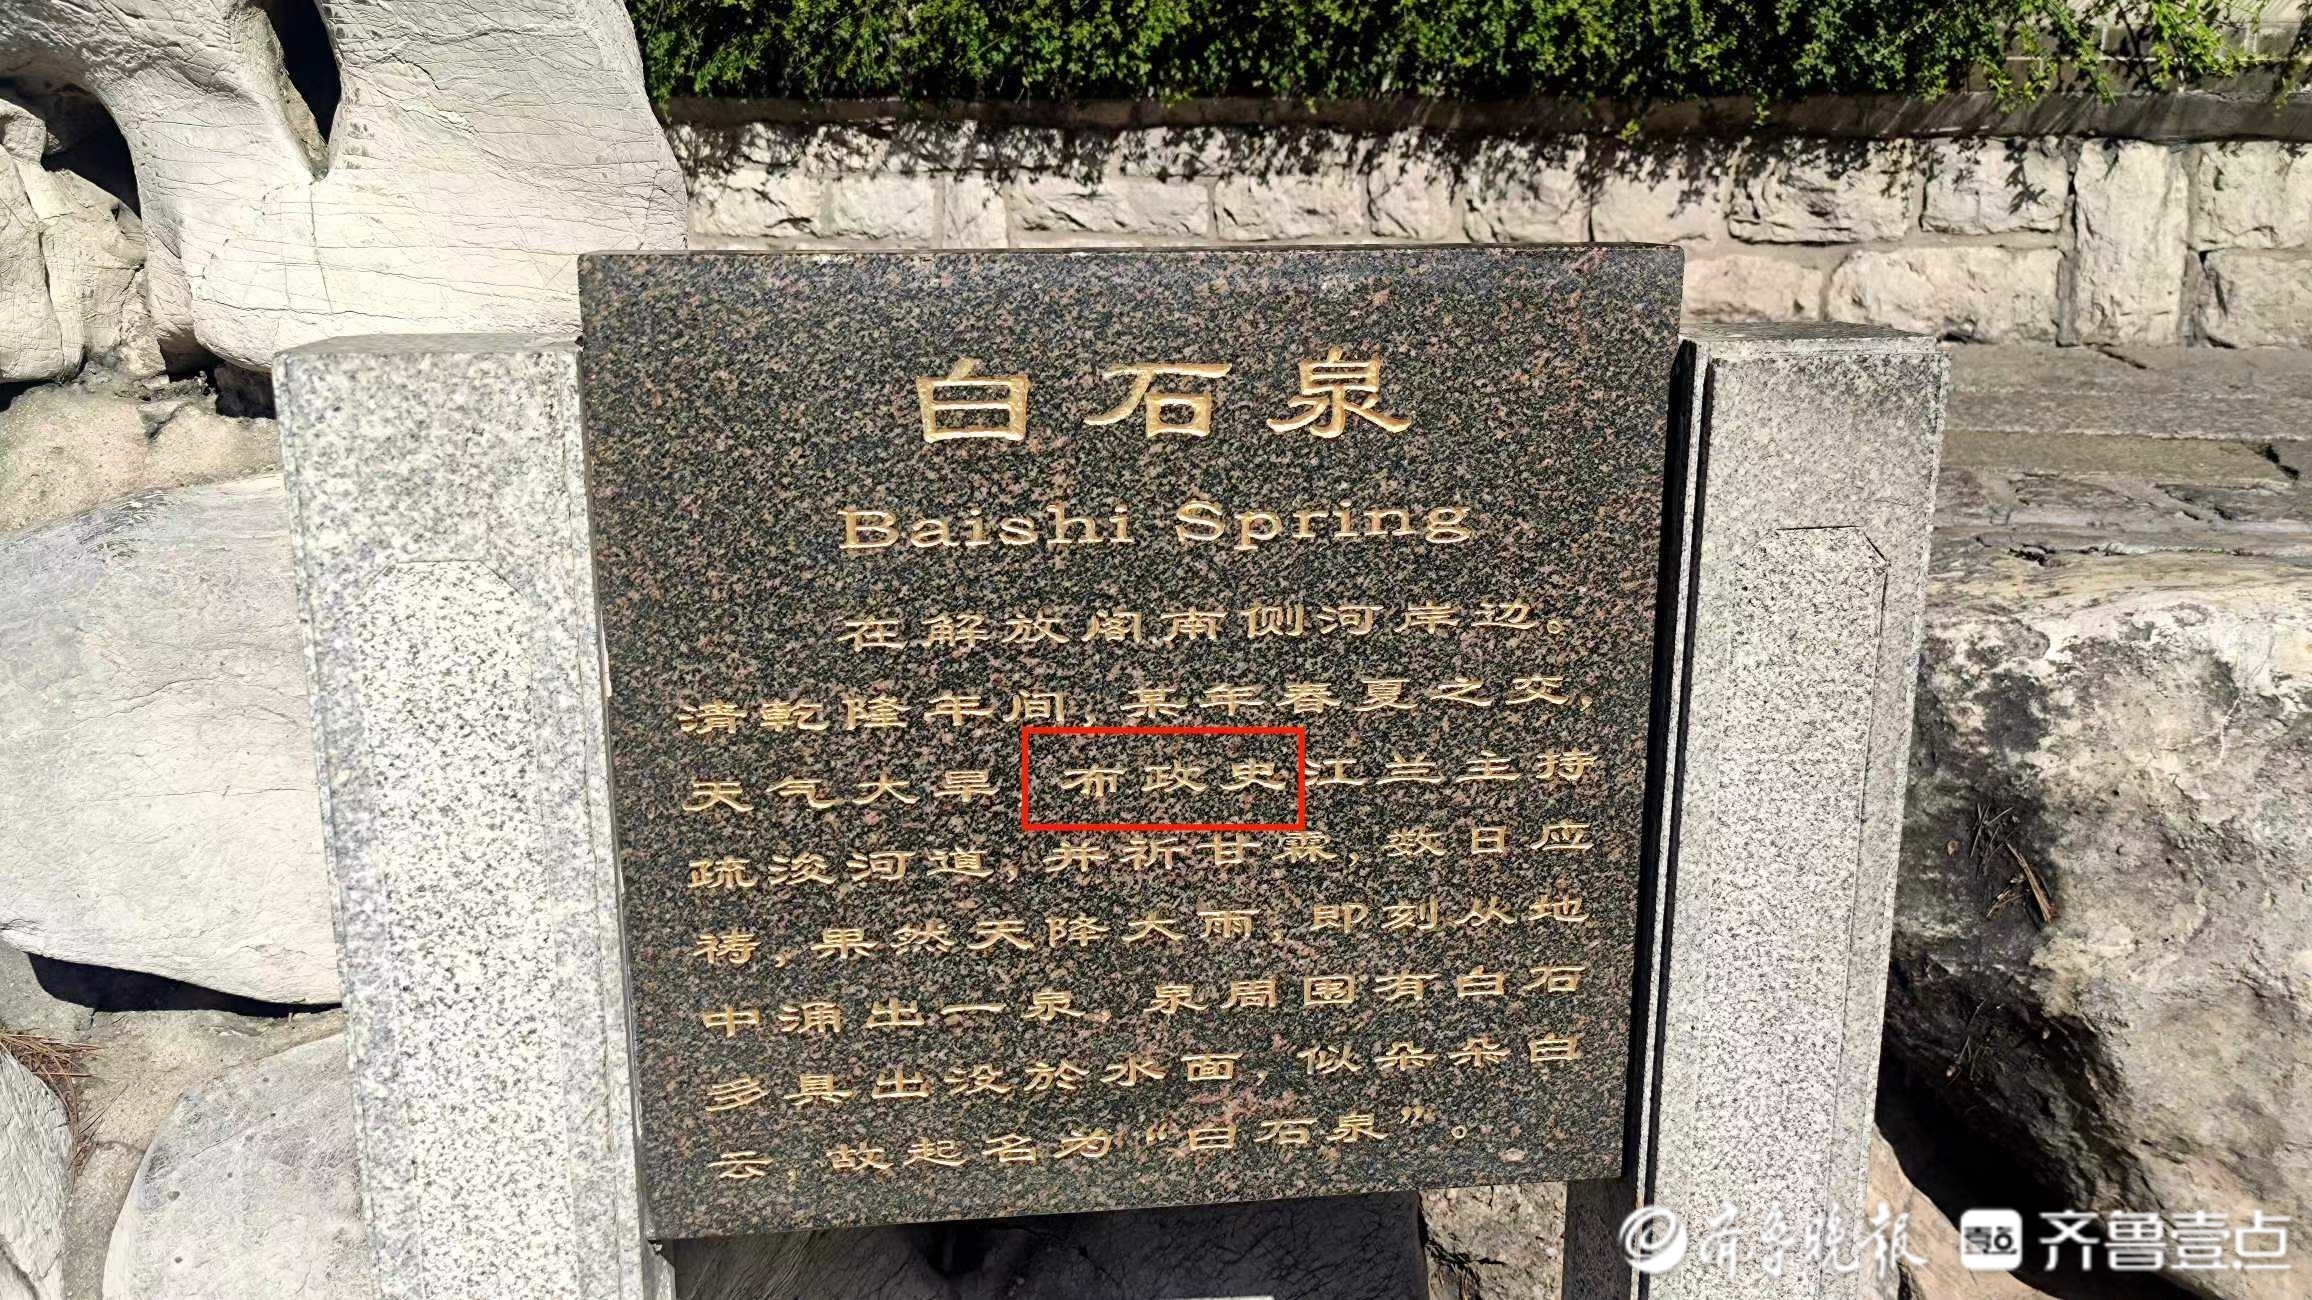 白石泉
Baishi Spring
在解放阁南侧河岸边。
清乾隆年间,某年春夏之交,
天气大旱 布政史江兰主持
疏浚河道,并祈甘霖,数日应
祷,果然天降大雨,即刻从地
中涌出一泉,泉周围有白石
多具出没於水面,似朵朵白
云,故起名为“白石泉”。
齐鲁晚报 壹点 齐鲁壹点